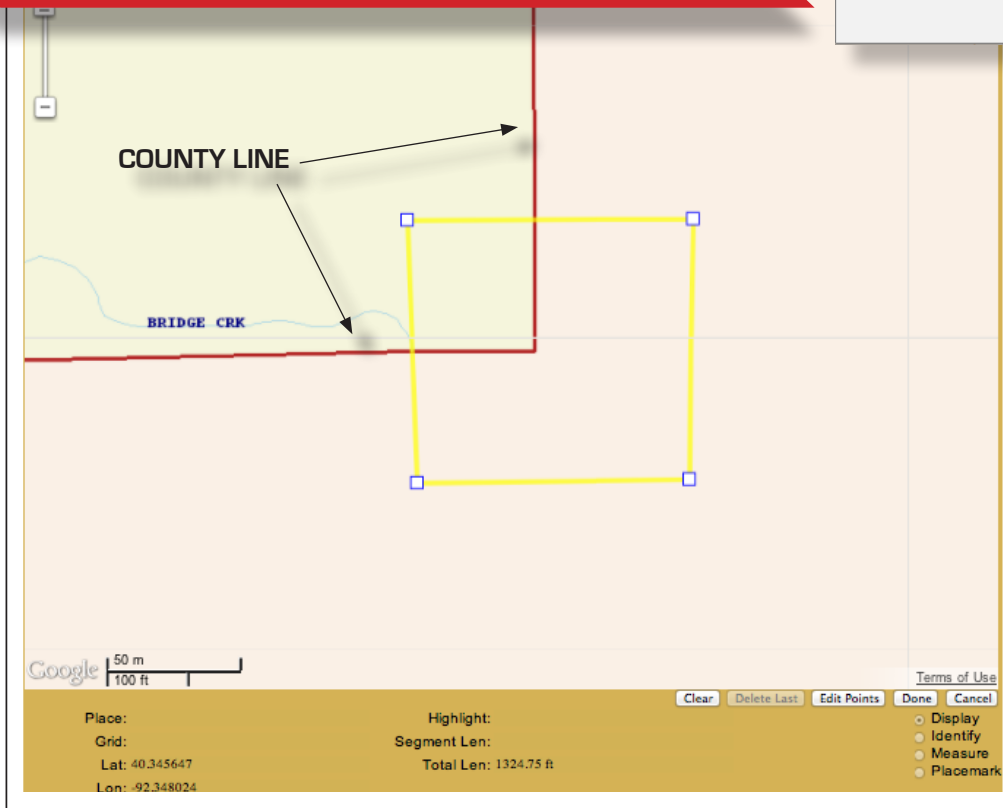 COUNTY LINE
BRIDGE CRK
Google
50 m
100 ft
Terms of Use
Clear Delete Last Edit Points Done Cancel
Place: Highlight: Display
Grid: Segment Len: Identify
Lat: 40.345647 Total Len: 1324.75 ft Measure
Lon: -92.348024 Placemark